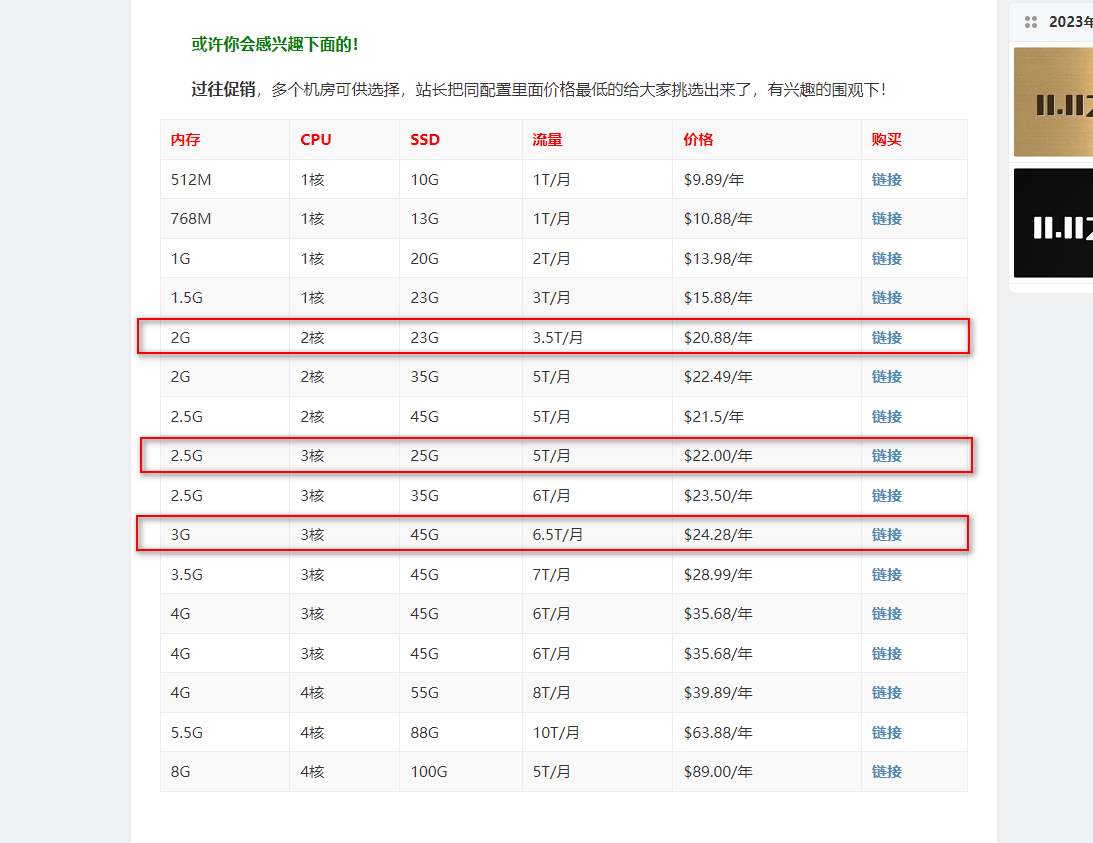 或许你会感兴趣下面的！
过往促销，多个机房可供选择，站长把同配置里面价格最低的给大家挑选出来了，有兴趣的围观下！
内存 CPU SSD 流量 价格 购买
512M 1核 10G 1T/月 $9.89/年 链接
768M 1核 13G 1T/月 $10.88/年 链接
1G 1核 20G 2T/月 $13.98/年 链接
1.5G 1核 23G 3T/月 $15.88/年 链接
2G 2核 23G 3.5T/月 $20.88/年 链接
2G 2核 35G 5T/月 $22.49/年 链接
2.5G 2核 45G 5T/月 $21.5/年 链接
2.5G 3核 25G 5T/月 $22.00/年 链接
2.5G 3核 35G 6T/月 $23.50/年 链接
3G 3核 45G 6.5T/月 $24.28/年 链接
3.5G 3核 45G 7T/月 $28.99/年 链接
4G 3核 45G 6T/月 $35.68/年 链接
4G 3核 45G 6T/月 $35.68/年 链接
4G 4核 55G 8T/月 $39.89/年 链接
5.5G 4核 88G 10T/月 $63.88/年 链接
8G 4核 100G 5T/月 $89.00/年 链接
2023年
11.11
11.11